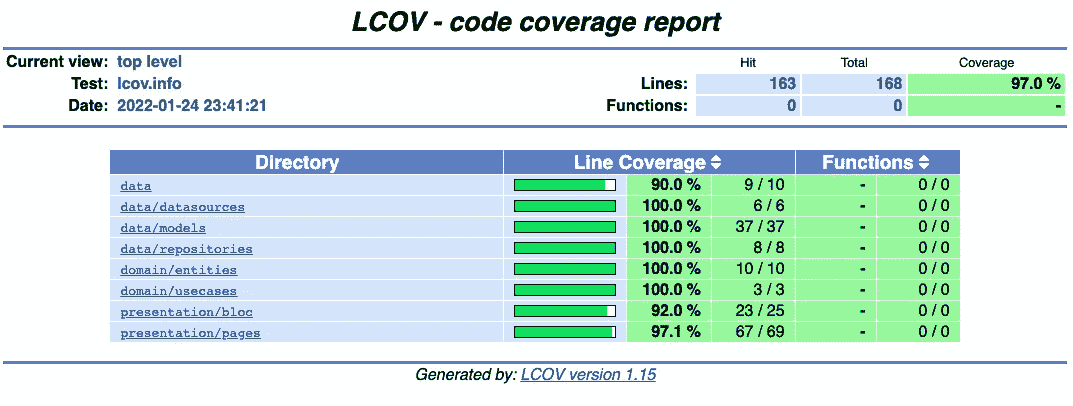 LCOV - code coverage report
Current view: top level
Hit Total Coverage
Test: lcov.info Lines: 163 168 97.0 %
Date: 2022-01-24 23:41:21 Functions: 0 0 -
Directory Line Coverage Functions
data 90.0 % 9 / 10 - 0 / 0
data/datasources 100.0 % 6 / 6 - 0 / 0
data/models 100.0 % 37 / 37 - 0 / 0
data/repositories 100.0 % 8 / 8 - 0 / 0
domain/entities 100.0 % 10 / 10 - 0 / 0
domain/usecases 100.0 % 3 / 3 - 0 / 0
presentation/bloc 92.0 % 23 / 25 - 0 / 0
presentation/pages 97.1 % 67 / 69 - 0 / 0
Generated by: LCOV version 1.15